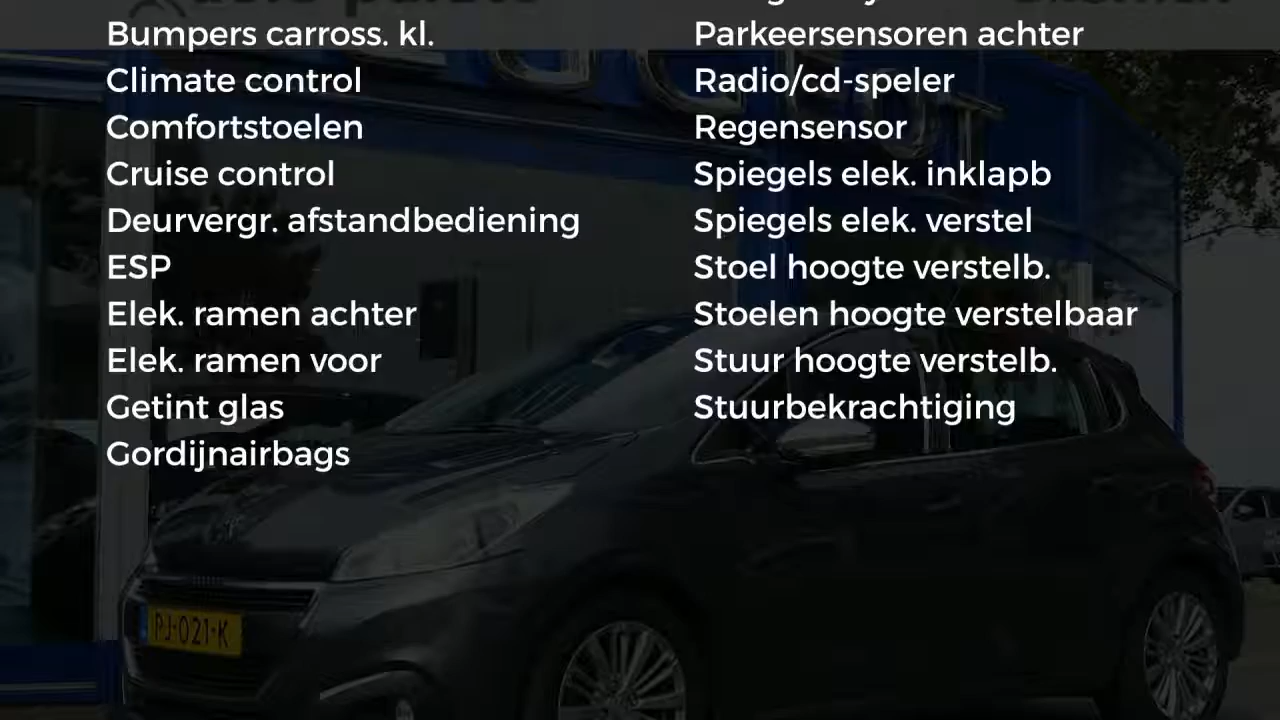 Bumpers carross. kl.
Climate control
Comfortstoelen
Cruise control
Deurvergr. afstandbediening
ESP
Elek. ramen achter
Elek. ramen voor
Getint glas
Gordijnairbags
Parkeersensoren achter
Radio/cd-speler
Regensensor
Spiegels elek. inklapb
Spiegels elek. verstel
Stoel hoogte verstelb.
Stoelen hoogte verstelbaar
Stuur hoogte verstelb.
Stuurbekrachtiging
PJ-021-K